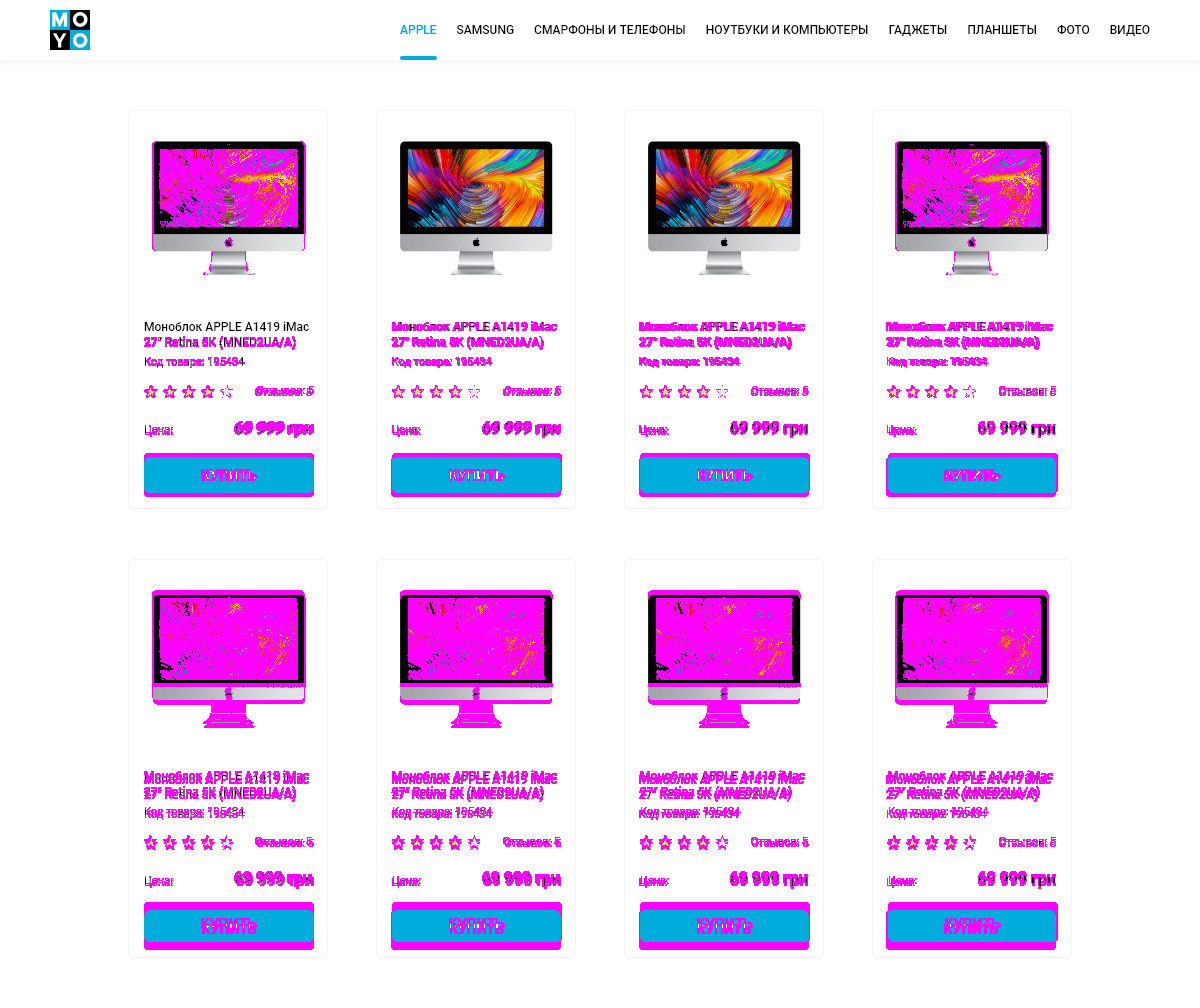 MOYO
APPLE SAMSUNG СМАРФОНЫ И ТЕЛЕФОНЫ НОУТБУКИ И КОМПЬЮТЕРЫ ГАДЖЕТЫ ПЛАНШЕТЫ ФОТО ВИДЕО
Моноблок APPLE A1419 iMac
27" Retina 5K (MNED2UA/A)
Код товара: 195434
Отзывов: 5
Цена: 69 999 грн
КУПИТЬ
Моноблок APPLE A1419 iMac
27" Retina 5K (MNED2UA/A)
Код товара: 195434
Отзывов: 5
Цена: 69 999 грн
КУПИТЬ
Моноблок APPLE A1419 iMac
27" Retina 5K (MNED2UA/A)
Код товара: 195434
Отзывов: 5
Цена: 69 999 грн
КУПИТЬ
Моноблок APPLE A1419 iMac
27" Retina 5K (MNED2UA/A)
Код товара: 195434
Отзывов: 5
Цена: 69 999 грн
КУПИТЬ
Моноблок APPLE A1419 iMac
27" Retina 5K (MNED2UA/A)
Код товара: 195434
Отзывов: 5
Цена: 69 999 грн
КУПИТЬ
Моноблок APPLE A1419 iMac
27" Retina 5K (MNED2UA/A)
Код товара: 195434
Отзывов: 5
Цена: 69 999 грн
КУПИТЬ
Моноблок APPLE A1419 iMac
27" Retina 5K (MNED2UA/A)
Код товара: 195434
Отзывов: 5
Цена: 69 999 грн
КУПИТЬ
Моноблок APPLE A1419 iMac
27" Retina 5K (MNED2UA/A)
Код товара: 195434
Отзывов: 5
Цена: 69 999 грн
КУПИТЬ